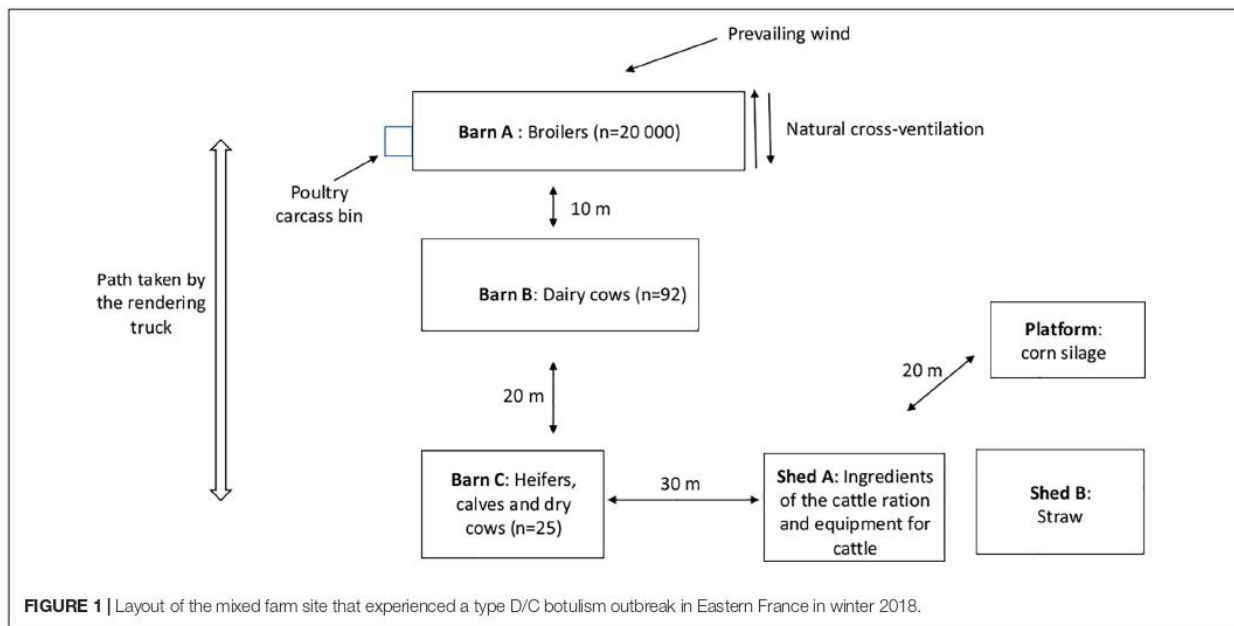 Prevailing wind
Barn A : Broilers (n=20 000)
Natural cross-ventilation
Poultry
carcass bin
10 m
Path taken by
the rendering
truck
Barn B: Dairy cows (n=92)
Platform:
corn silage
20 m
20 m
Barn C: Heifers,
calves and dry
cows (n=25)
30 m
Shed A: Ingredients
of the cattle ration
and equipment for
cattle
Shed B:
Straw
FIGURE 1 | Layout of the mixed farm site that experienced a type D/C botulism outbreak in Eastern France in winter 2018.